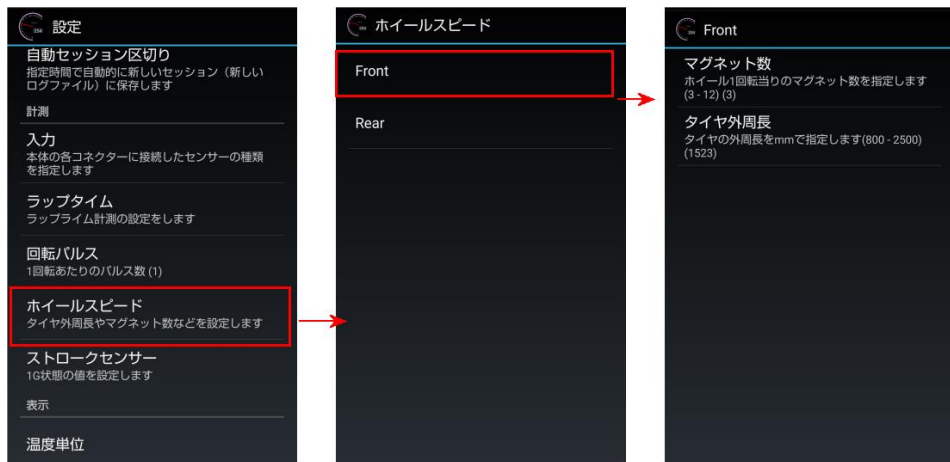 設定
自動セッション区切り
指定時間で自動的に新しいセッション（新しい
ログファイル）に保存します
計測
入力
本体の各コネクターに接続したセンサーの種類
を指定します
ラップタイム
ラップライム計測の設定をします
回転パルス
1回転あたりのパルス数 (1)
ホイールスピード
タイヤ外周長やマグネット数などを設定します
ストロークセンサー
1G状態の値を設定します
表示
温度単位
ホイールスピード
Front
Rear
Front
マグネット数
ホイール1回転当りのマグネット数を指定します
(3 - 12) (3)
タイヤ外周長
タイヤの外周長をmmで指定します(800 - 2500)
(1523)